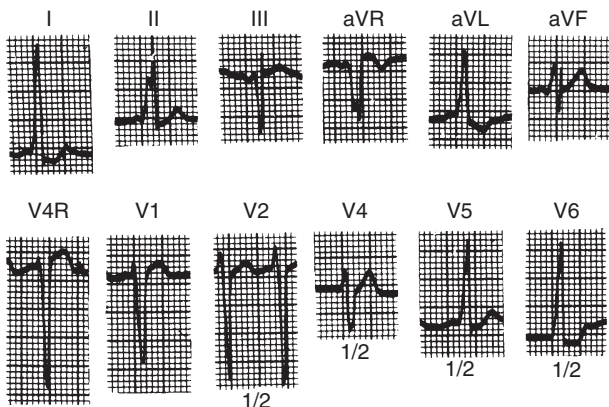 I II III aVR aVL aVF
V4R V1 V2 V4 V5 V6
1/2 1/2 1/2 1/2